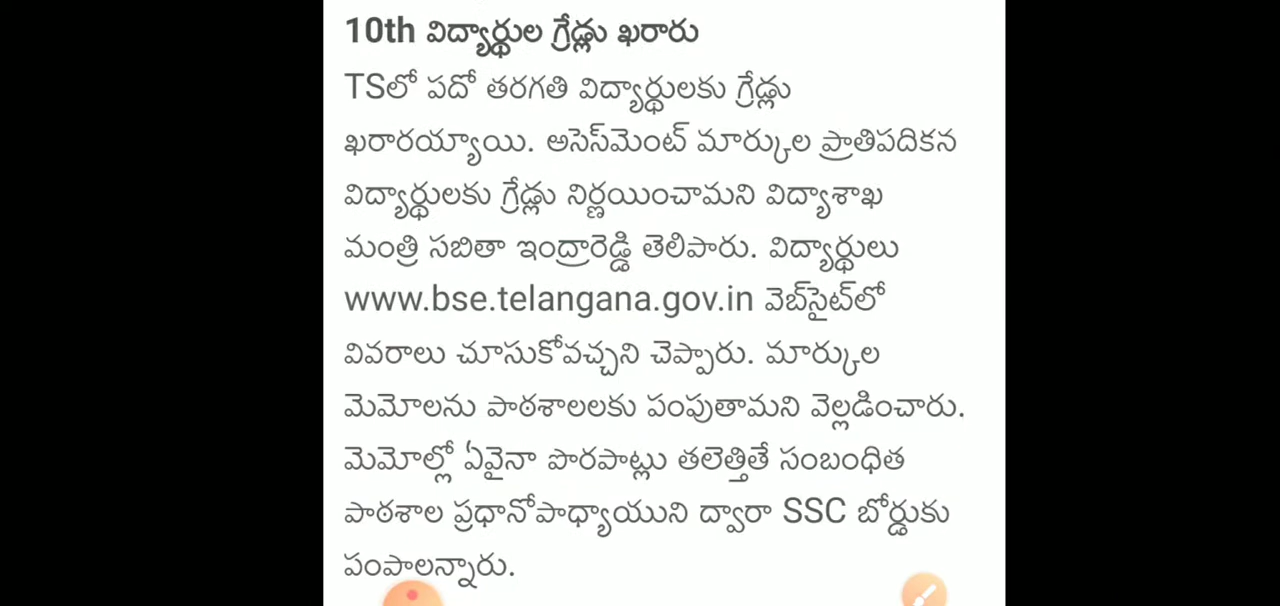 10th విద్యార్థుల గ్రేడ్లు ఖరారు
TSలో పదో తరగతి విద్యార్థులకు గ్రేడ్లు
ఖరారయ్యాయి. అసెస్‌మెంట్ మార్కుల ప్రాతిపదికన
విద్యార్థులకు గ్రేడ్లు నిర్ణయించామని విద్యాశాఖ
మంత్రి సబితా ఇంద్రారెడ్డి తెలిపారు. విద్యార్థులు
www.bse.telangana.gov.in వెబ్‌సైట్‌లో
వివరాలు చూసుకోవచ్చని చెప్పారు. మార్కుల
మెమోలను పాఠశాలలకు పంపుతామని వెల్లడించారు.
మెమోల్లో ఏవైనా పొరపాట్లు తలెత్తితే సంబంధిత
పాఠశాల ప్రధానోపాధ్యాయుని ద్వారా SSC బోర్డుకు
పంపాలన్నారు.